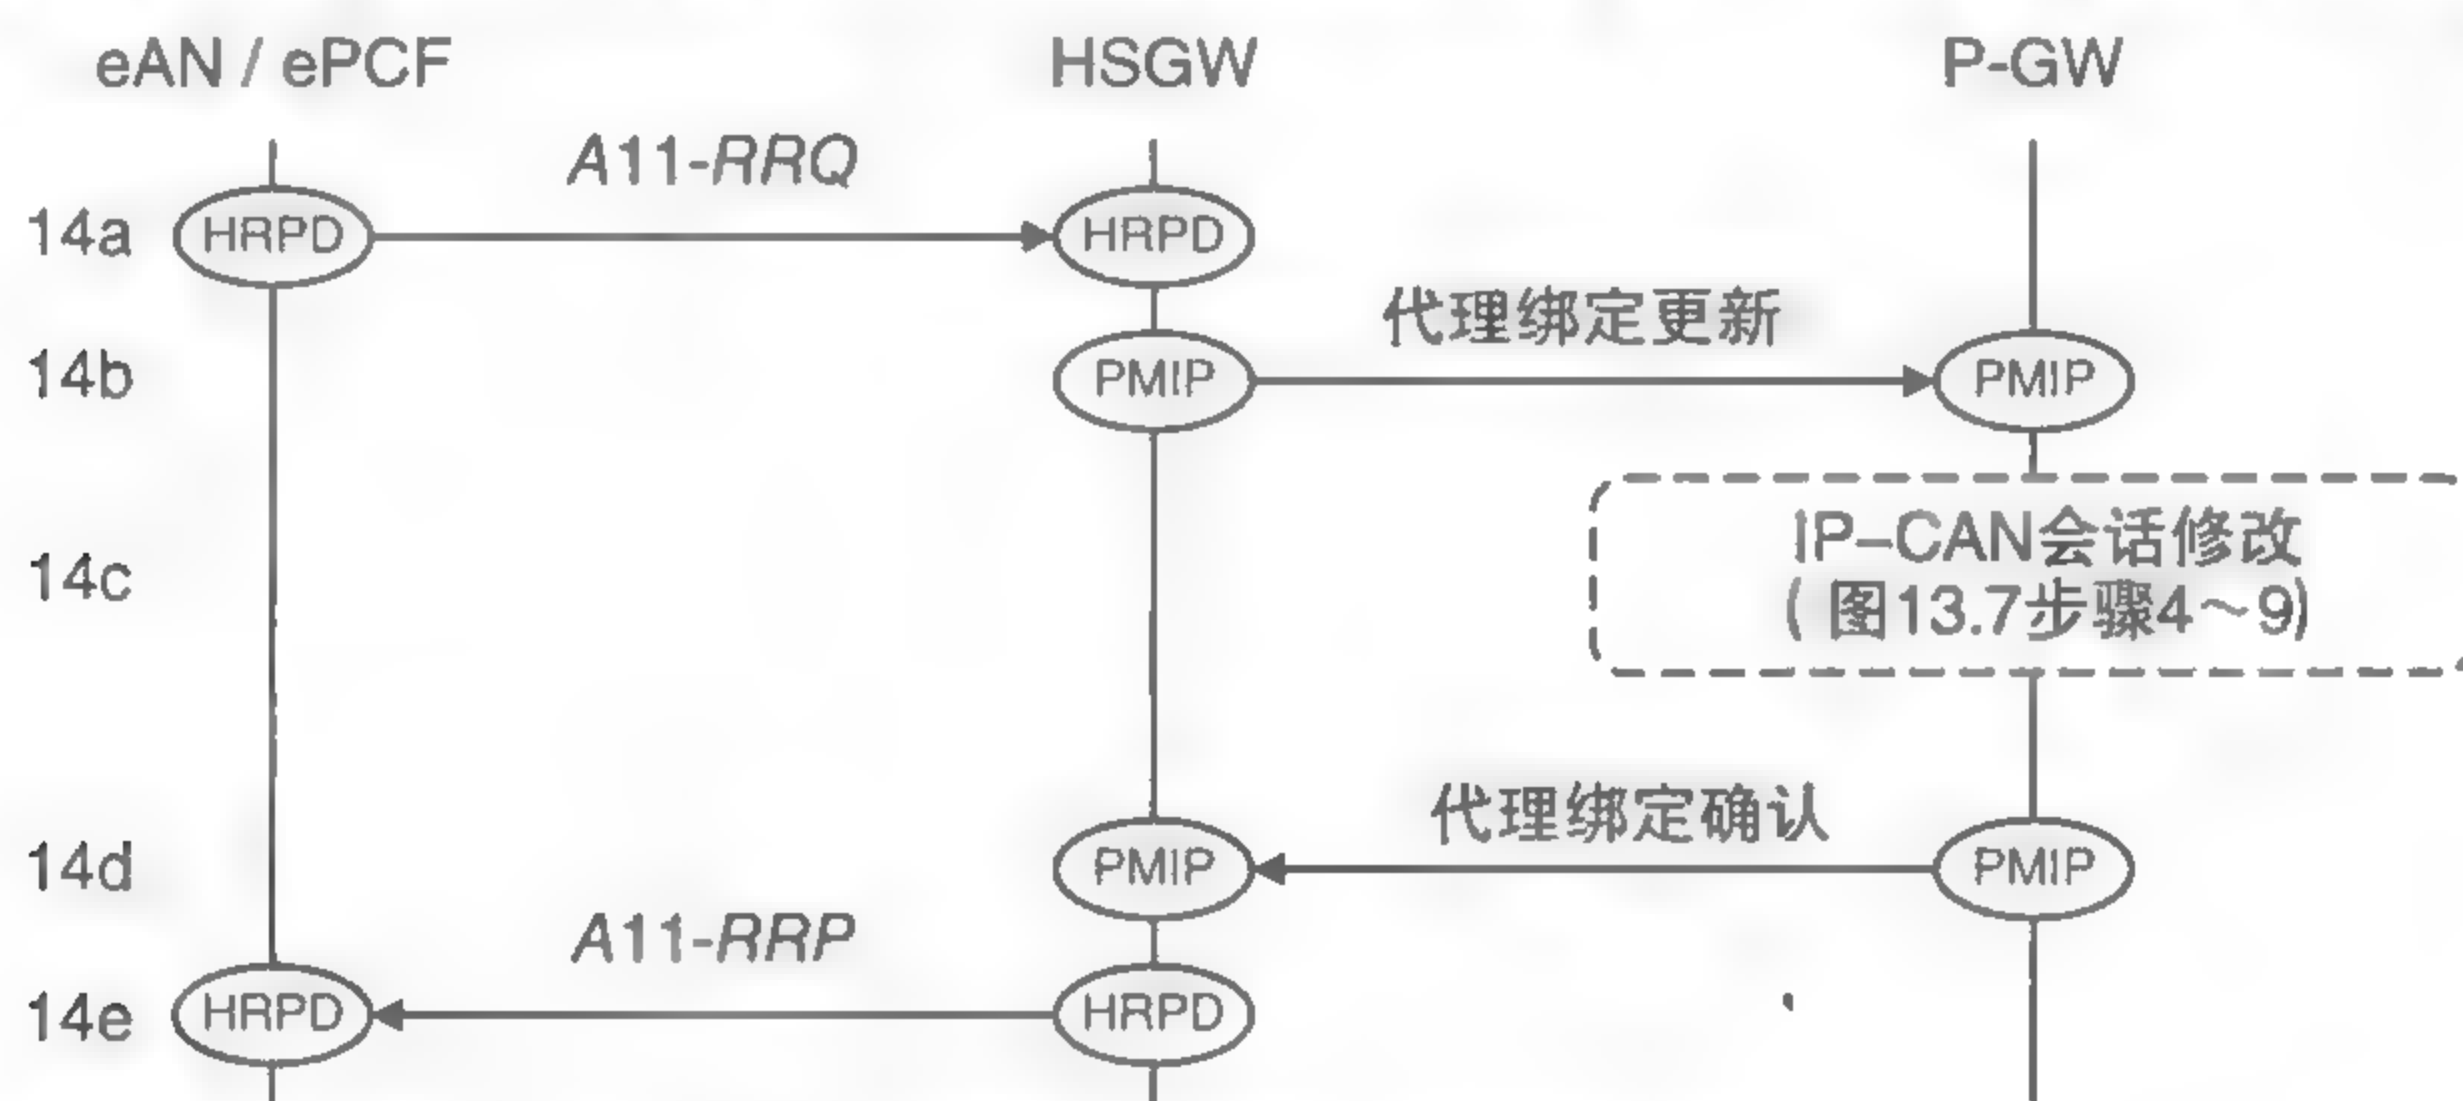 eAN / ePCF HSGW P-GW
A11-RRQ
14a HRPD HRPD
代理绑定更新
14b PMIP PMIP
IP-CAN会话修改
14c
(图13.7步骤4～9)
代理绑定确认
14d PMIP PMIP
A11-RRP
14e HRPD HRPD